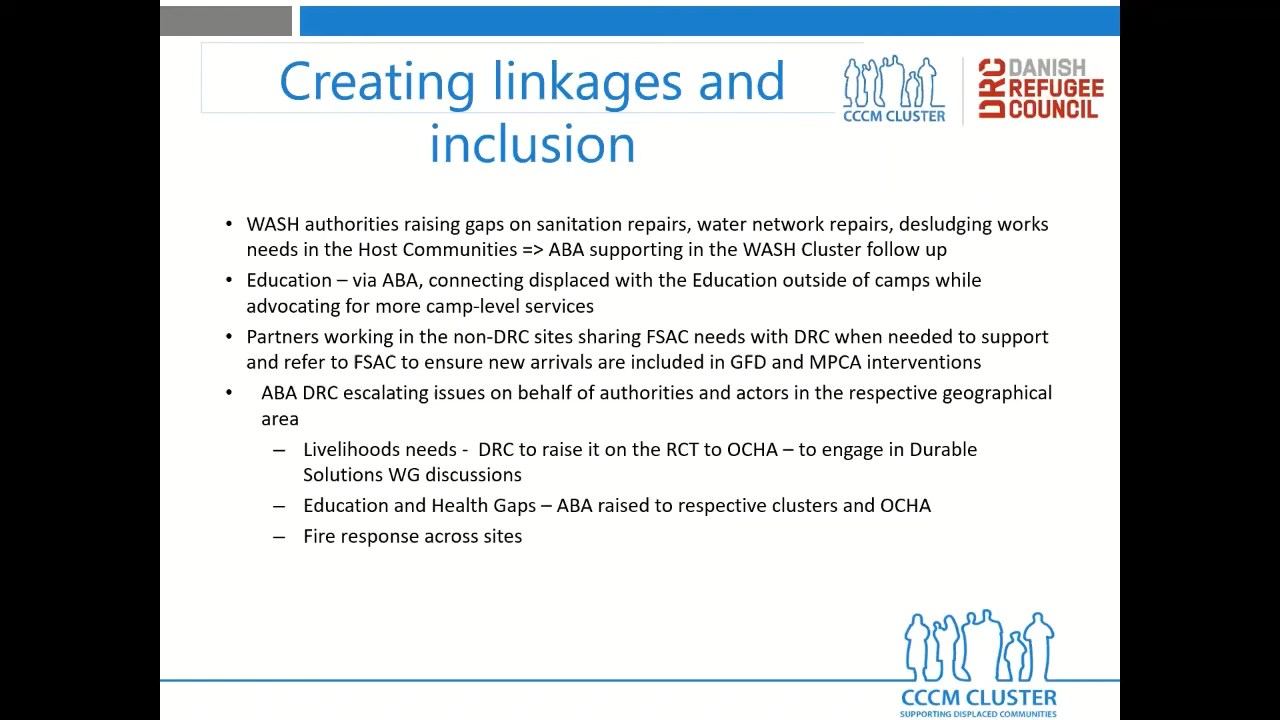 Creating linkages and
inclusion
CCCM CLUSTER
DRC DANISH
REFUGEE
COUNCIL
• WASH authorities raising gaps on sanitation repairs, water network repairs, desludging works
needs in the Host Communities => ABA supporting in the WASH Cluster follow up
• Education – via ABA, connecting displaced with the Education outside of camps while
advocating for more camp-level services
• Partners working in the non-DRC sites sharing FSAC needs with DRC when needed to support
and refer to FSAC to ensure new arrivals are included in GFD and MPCA interventions
• ABA DRC escalating issues on behalf of authorities and actors in the respective geographical
area
– Livelihoods needs - DRC to raise it on the RCT to OCHA – to engage in Durable
Solutions WG discussions
– Education and Health Gaps – ABA raised to respective clusters and OCHA
– Fire response across sites
CCCM CLUSTER
SUPPORTING DISPLACED COMMUNITIES